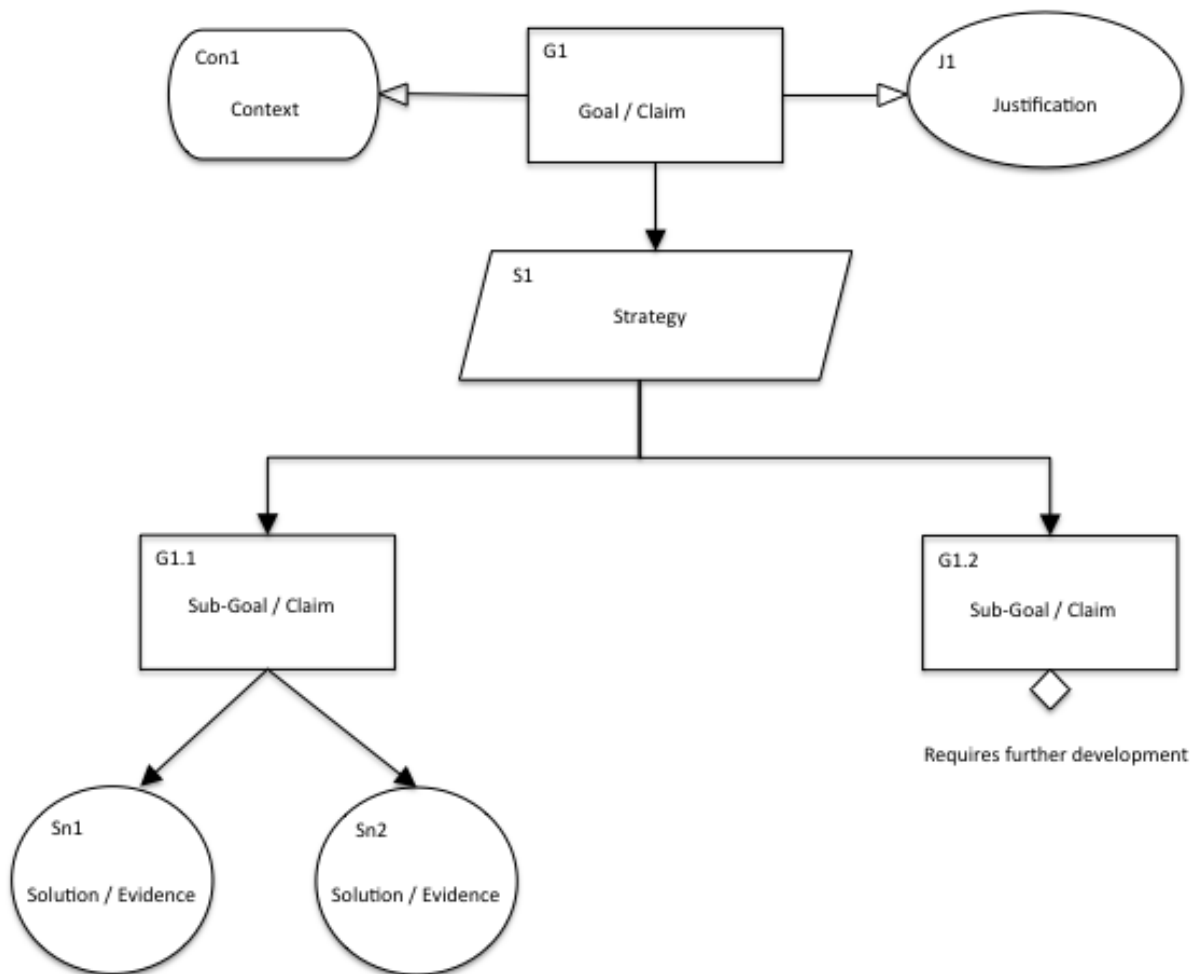 Con1
Context
G1
Goal / Claim
J1
Justification
S1
Strategy
G1.1
Sub-Goal / Claim
G1.2
Sub-Goal / Claim
Requires further development
Sn1
Solution / Evidence
Sn2
Solution / Evidence